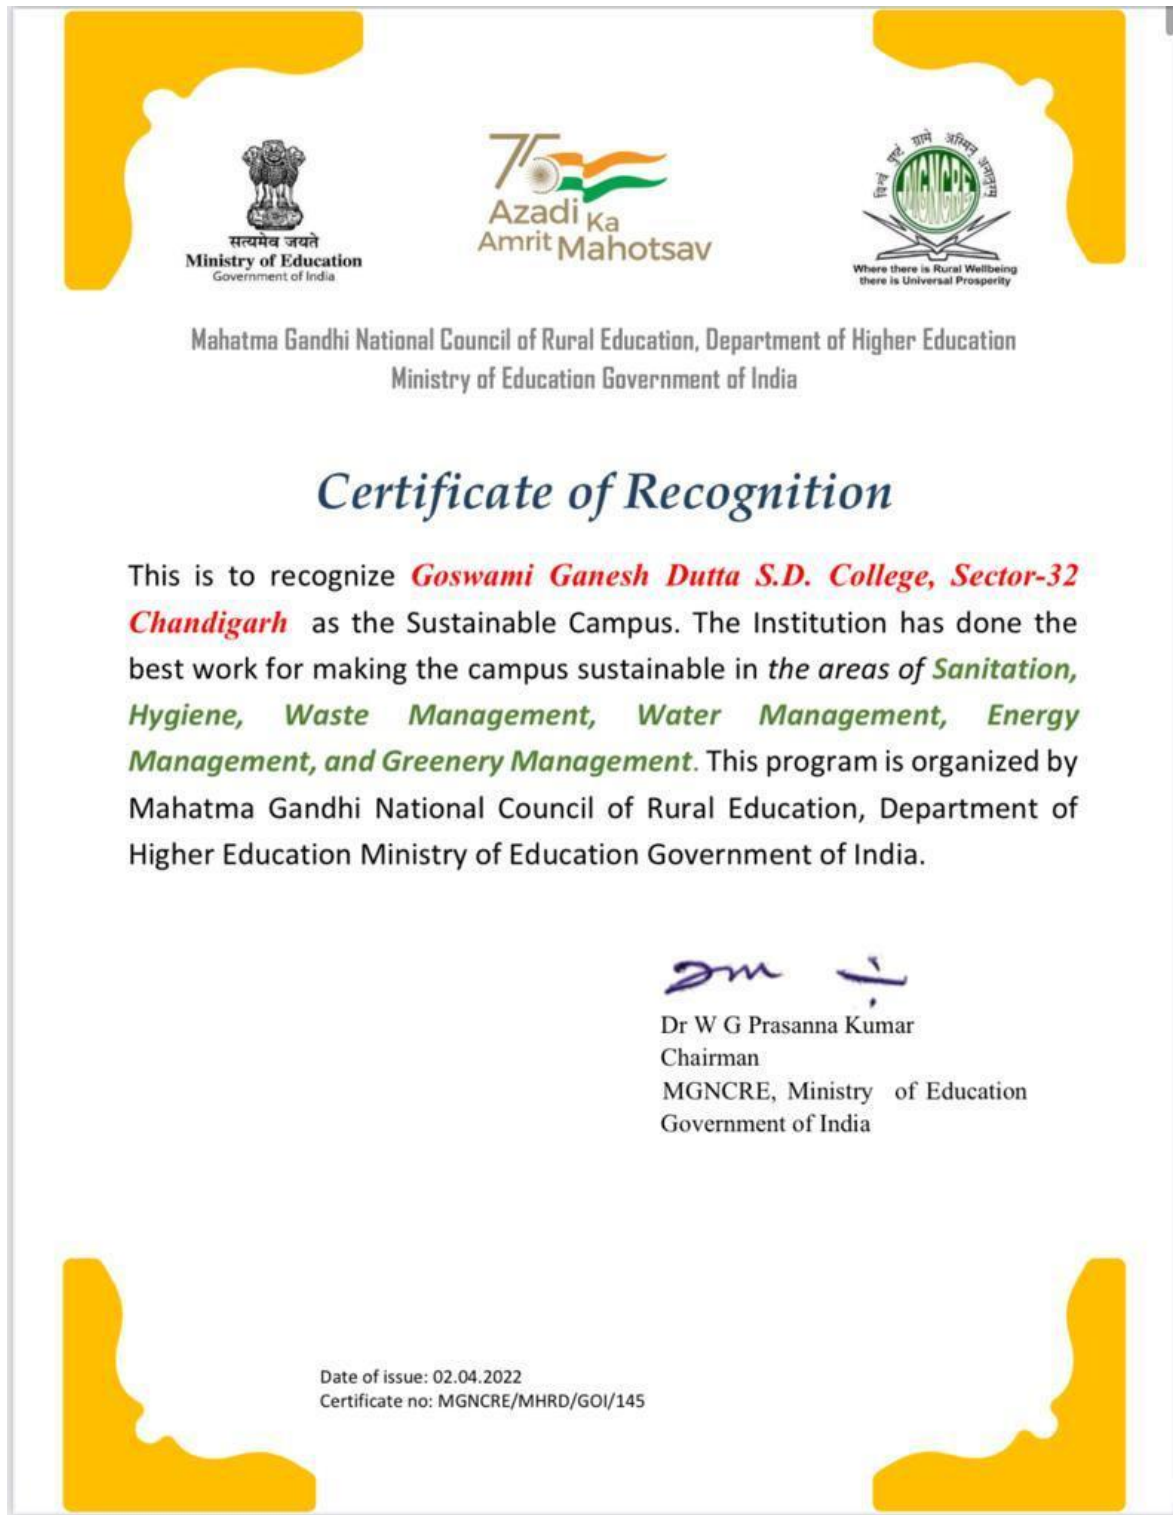 सत्यमेव जयते
Ministry of Education
Government of India
75
Azadi Ka
Amrit Mahotsav
विश्वं पुष्टं ग्रामे अस्मिन् अनातुरम्
MGNCRE
Where there is Rural Wellbeing
there is Universal Prosperity
Mahatma Gandhi National Council of Rural Education, Department of Higher Education
Ministry of Education Government of India
Certificate of Recognition
This is to recognize Goswami Ganesh Dutta S.D. College, Sector-32
Chandigarh as the Sustainable Campus. The Institution has done the
best work for making the campus sustainable in the areas of Sanitation,
Hygiene, Waste Management, Water Management, Energy
Management, and Greenery Management. This program is organized by
Mahatma Gandhi National Council of Rural Education, Department of
Higher Education Ministry of Education Government of India.
Dr W G Prasanna Kumar
Chairman
MGNCRE, Ministry of Education
Government of India
Date of issue: 02.04.2022
Certificate no: MGNCRE/MHRD/GOI/145